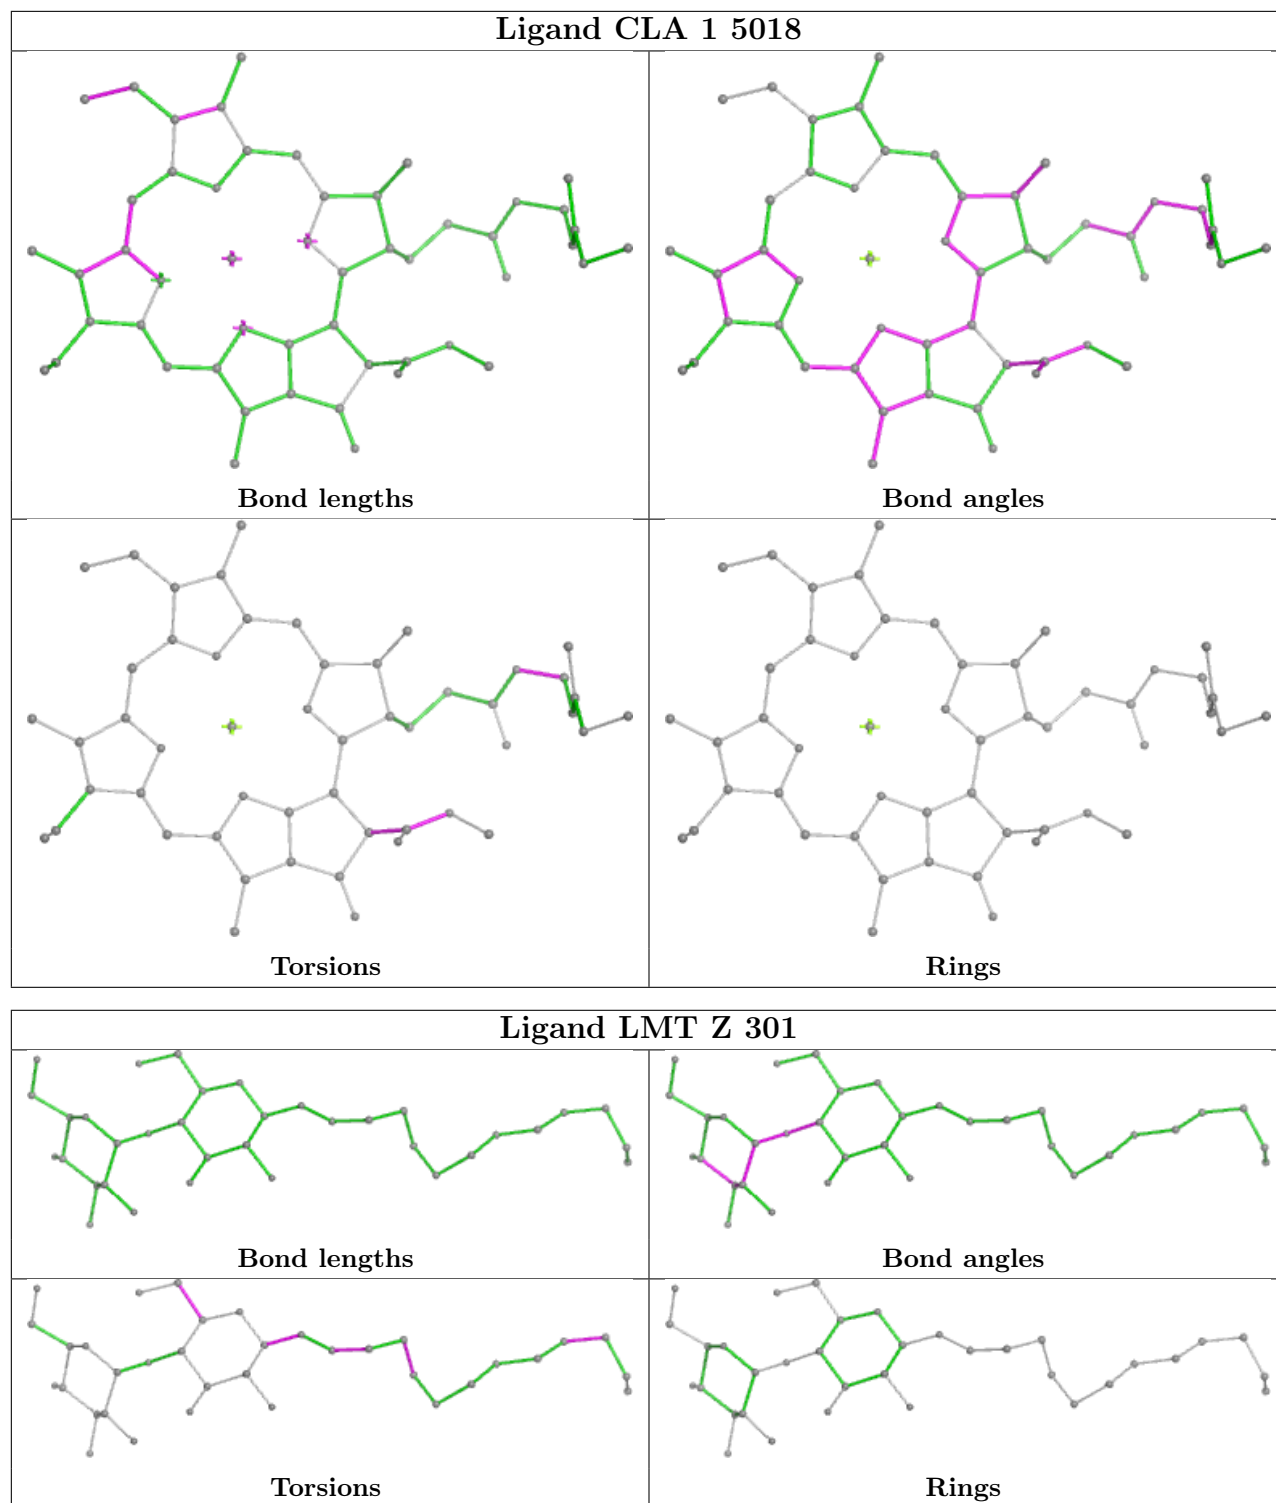 Ligand CLA 1 5018
Bond lengths
Bond angles
Torsions
Rings
Ligand LMT Z 301
Bond lengths
Bond angles
Torsions
Rings